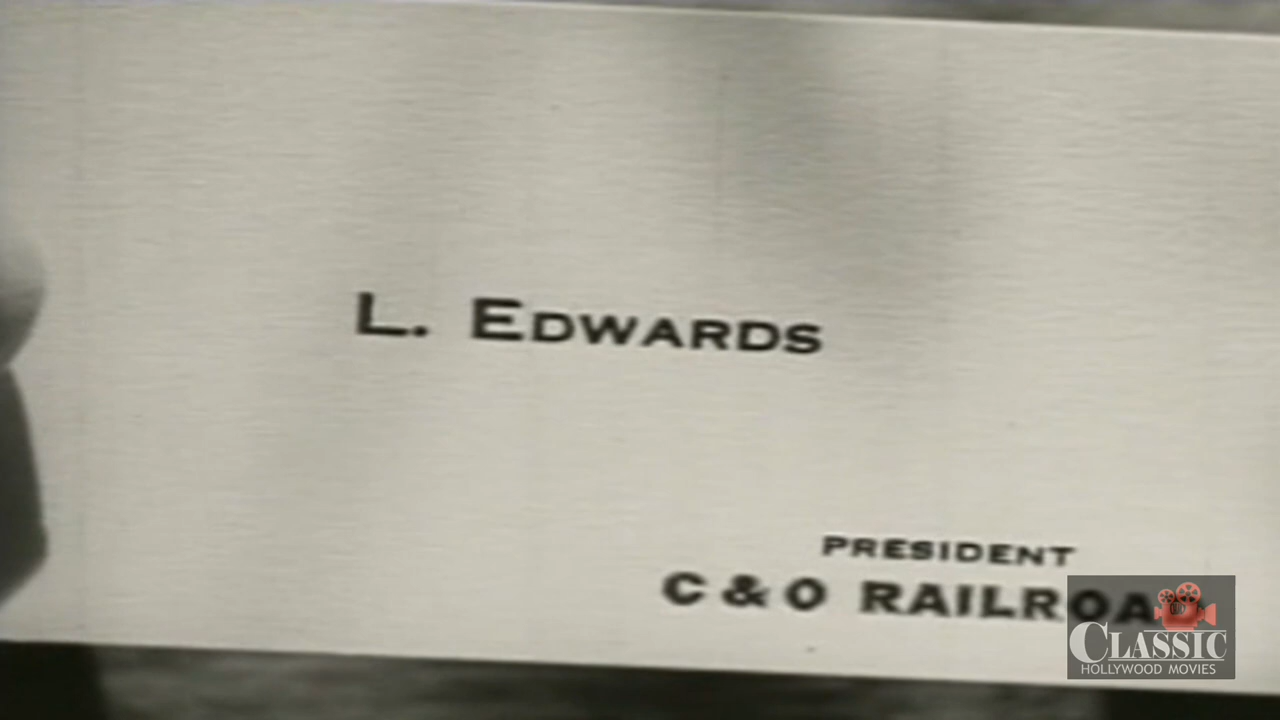 L. EDWARDS
PRESIDENT
C & O RAILROA
CLASSIC
HOLLYWOOD MOVIES